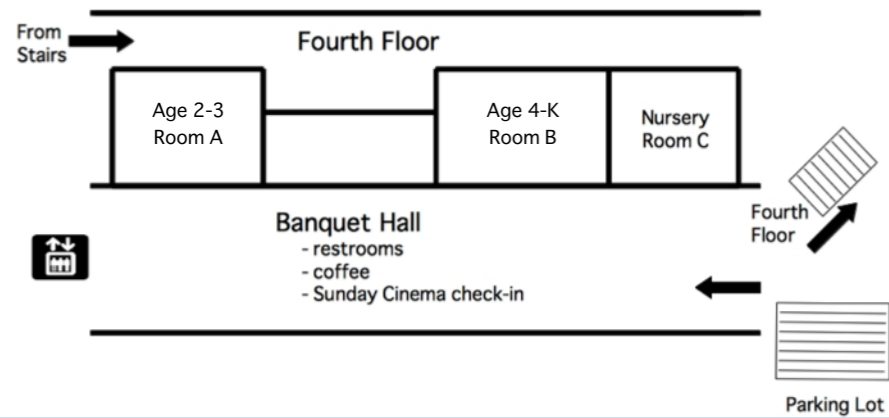 From
Stairs
Fourth Floor
Age 2-3
Room A
Age 4-K
Room B
Nursery
Room C
Banquet Hall
- restrooms
- coffee
- Sunday Cinema check-in
Fourth
Floor
Parking Lot